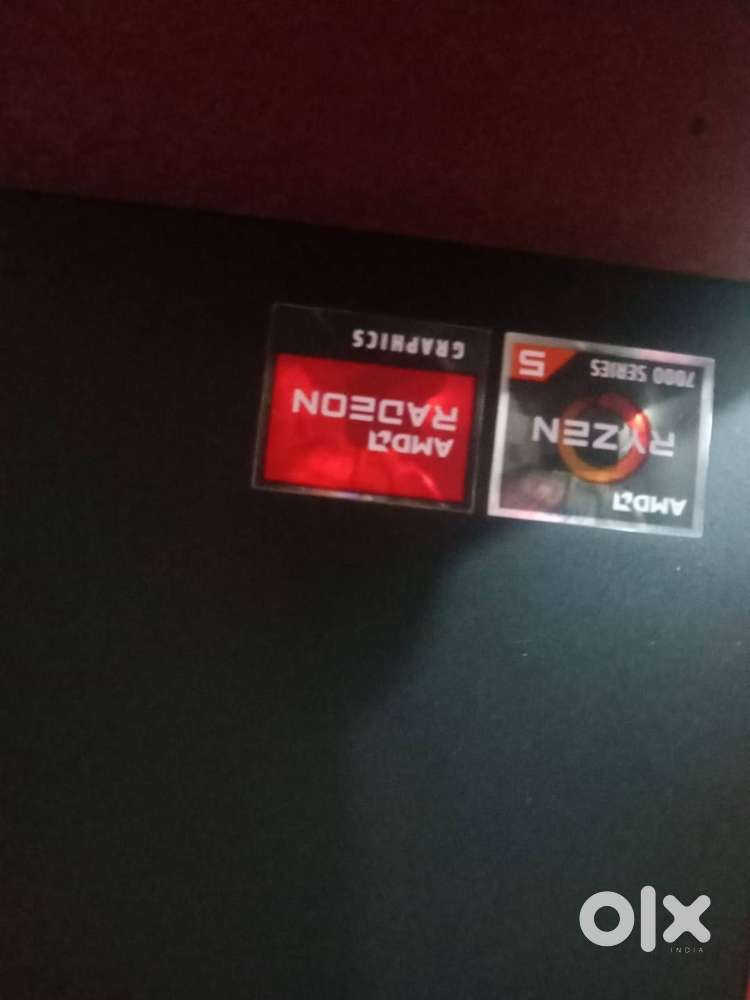 AMD
RYZEN
7000 SERIES
5
AMD
RADEON
GRAPHICS
olx
INDIA